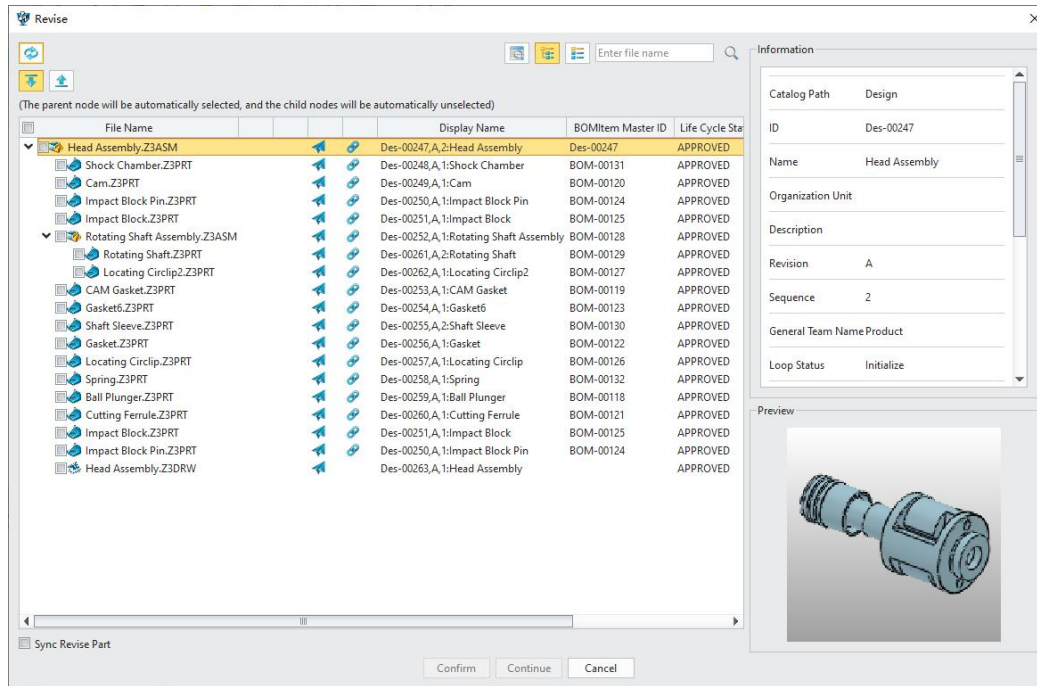 Revise
Enter file name
(The parent node will be automatically selected, and the child nodes will be automatically unselected)
File Name Display Name BOMItem Master ID Life Cycle Sta
Head Assembly.Z3ASM Des-00247,A,2:Head Assembly Des-00247 APPROVED
Shock Chamber.Z3PRT Des-00248,A,1:Shock Chamber BOM-00131 APPROVED
Cam.Z3PRT Des-00249,A,1:Cam BOM-00120 APPROVED
Impact Block Pin.Z3PRT Des-00250,A,1:Impact Block Pin BOM-00124 APPROVED
Impact Block.Z3PRT Des-00251,A,1:Impact Block BOM-00125 APPROVED
Rotating Shaft Assembly.Z3ASM Des-00252,A,1:Rotating Shaft Assembly BOM-00128 APPROVED
Rotating Shaft.Z3PRT Des-00261,A,2:Rotating Shaft BOM-00129 APPROVED
Locating Circlip2.Z3PRT Des-00262,A,1:Locating Circlip2 BOM-00127 APPROVED
CAM Gasket.Z3PRT Des-00253,A,1:CAM Gasket BOM-00119 APPROVED
Gasket6.Z3PRT Des-00254,A,1:Gasket6 BOM-00123 APPROVED
Shaft Sleeve.Z3PRT Des-00255,A,2:Shaft Sleeve BOM-00130 APPROVED
Gasket.Z3PRT Des-00256,A,1:Gasket BOM-00122 APPROVED
Locating Circlip.Z3PRT Des-00257,A,1:Locating Circlip BOM-00126 APPROVED
Spring.Z3PRT Des-00258,A,1:Spring BOM-00132 APPROVED
Ball Plunger.Z3PRT Des-00259,A,1:Ball Plunger BOM-00118 APPROVED
Cutting Ferrule.Z3PRT Des-00260,A,1:Cutting Ferrule BOM-00121 APPROVED
Impact Block.Z3PRT Des-00251,A,1:Impact Block BOM-00125 APPROVED
Impact Block Pin.Z3PRT Des-00250,A,1:Impact Block Pin BOM-00124 APPROVED
Head Assembly.Z3DRW Des-00263,A,1:Head Assembly APPROVED
Sync Revise Part
Confirm Continue Cancel
Information
Catalog Path Design
ID Des-00247
Name Head Assembly
Organization Unit
Description
Revision A
Sequence 2
General Team Name Product
Loop Status Initialize
Preview